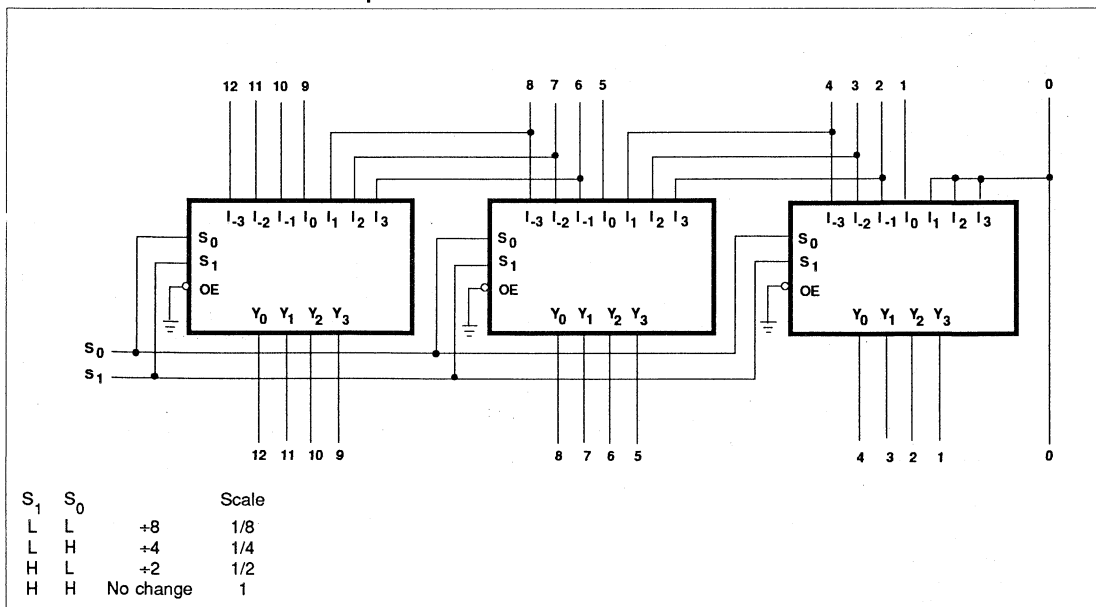 12 11 10 9 8 7 6 5 4 3 2 1 0
I-3 I-2 I-1 I0 I1 I2 I3 I-3 I-2 I-1 I0 I1 I2 I3 I-3 I-2 I-1 I0 I1 I2 I3
S0 S0 S0
S1 S1 S1
OE OE OE
Y0 Y1 Y2 Y3 Y0 Y1 Y2 Y3 Y0 Y1 Y2 Y3
S0
S1
12 11 10 9 8 7 6 5 4 3 2 1 0
S1 S0 Scale
L L ÷8 1/8
L H ÷4 1/4
H L ÷2 1/2
H H No change 1